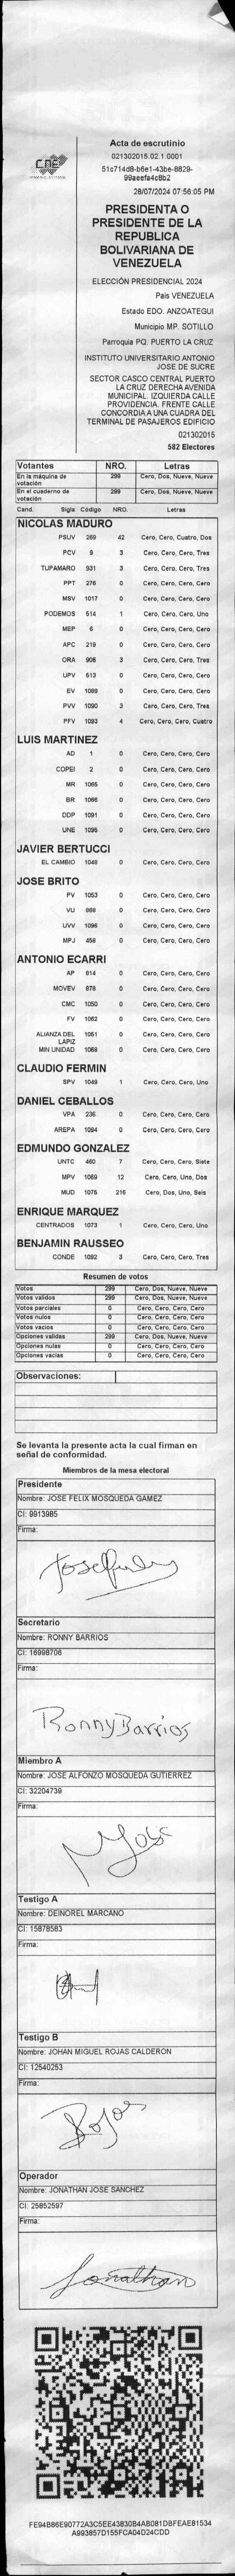 CNE
Acta de escrutinio
021302015.02.1.0001
51c714d8-b6e1-43be-8829-
99aeefa4c8b2
28/07/2024 07:56:05 PM
PRESIDENTA O
PRESIDENTE DE LA
REPUBLICA
BOLIVARIANA DE
VENEZUELA
ELECCIÓN PRESIDENCIAL 2024
Pais VENEZUELA
Estado EDO. ANZOATEGUI
Municipio MP. SOTILLO
Parroquia PQ. PUERTO LA CRUZ
INSTITUTO UNIVERSITARIO ANTONIO
JOSE DE SUCRE
SECTOR CASCO CENTRAL PUERTO
LA CRUZ DERECHA AVENIDA
MUNICIPAL. IZQUIERDA CALLE
PROVIDENCIA. FRENTE CALLE
CONCORDIA A UNA CUADRA DEL
TERMINAL DE PASAJEROS EDIFICIO
021302015
582 Electores
Votantes NRO. Letras
En la máquina de votación 299 Cero, Dos, Nueve, Nueve
En el cuaderno de votación 299 Cero, Dos, Nueve, Nueve
Cand. Sigla Código NRO. Letras
NICOLAS MADURO
PSUV 269 42 Cero, Cero, Cuatro, Dos
PCV 9 3 Cero, Cero, Cero, Tres
TUPAMARO 931 3 Cero, Cero, Cero, Tres
PPT 276 0 Cero, Cero, Cero, Cero
MSV 1017 0 Cero, Cero, Cero, Cero
PODEMOS 514 1 Cero, Cero, Cero, Uno
MEP 6 0 Cero, Cero, Cero, Cero
APC 219 0 Cero, Cero, Cero, Cero
ORA 906 3 Cero, Cero, Cero, Tres
UPV 513 0 Cero, Cero, Cero, Cero
EV 1089 0 Cero, Cero, Cero, Cero
PVV 1090 3 Cero, Cero, Cero, Tres
PFV 1093 4 Cero, Cero, Cero, Cuatro
LUIS MARTINEZ
AD 1 0 Cero, Cero, Cero, Cero
COPEI 2 0 Cero, Cero, Cero, Cero
MR 1065 0 Cero, Cero, Cero, Cero
BR 1066 0 Cero, Cero, Cero, Cero
DDP 1091 0 Cero, Cero, Cero, Cero
UNE 1095 0 Cero, Cero, Cero, Cero
JAVIER BERTUCCI
EL CAMBIO 1048 0 Cero, Cero, Cero, Cero
JOSE BRITO
PV 1053 0 Cero, Cero, Cero, Cero
VU 868 0 Cero, Cero, Cero, Cero
UVV 1096 0 Cero, Cero, Cero, Cero
MPJ 458 0 Cero, Cero, Cero, Cero
ANTONIO ECARRI
AP 814 0 Cero, Cero, Cero, Cero
MOVEV 878 0 Cero, Cero, Cero, Cero
CMC 1050 0 Cero, Cero, Cero, Cero
FV 1062 0 Cero, Cero, Cero, Cero
ALIANZA DEL LAPIZ 1051 0 Cero, Cero, Cero, Cero
MIN UNIDAD 1068 0 Cero, Cero, Cero, Cero
CLAUDIO FERMIN
SPV 1049 1 Cero, Cero, Cero, Uno
DANIEL CEBALLOS
VPA 236 0 Cero, Cero, Cero, Cero
AREPA 1094 0 Cero, Cero, Cero, Cero
EDMUNDO GONZALEZ
UNTC 460 7 Cero, Cero, Cero, Siete
MPV 1069 12 Cero, Cero, Uno, Dos
MUD 1075 216 Cero, Dos, Uno, Seis
ENRIQUE MARQUEZ
CENTRADOS 1073 1 Cero, Cero, Cero, Uno
BENJAMIN RAUSSEO
CONDE 1092 3 Cero, Cero, Cero, Tres
Resumen de votos
Votos 299 Cero, Dos, Nueve, Nueve
Votos validos 299 Cero, Dos, Nueve, Nueve
Votos parciales 0 Cero, Cero, Cero, Cero
Votos nulos 0 Cero, Cero, Cero, Cero
Votos vacios 0 Cero, Cero, Cero, Cero
Opciones validas 299 Cero, Dos, Nueve, Nueve
Opciones nulas 0 Cero, Cero, Cero, Cero
Opciones vacias 0 Cero, Cero, Cero, Cero
Observaciones:
Se levanta la presente acta la cual firman en
señal de conformidad.
Miembros de la mesa electoral
Presidente
Nombre: JOSE FELIX MOSQUEDA GAMEZ
CI: 9913985
Firma:
Secretario
Nombre: RONNY BARRIOS
CI: 16998706
Firma:
Ronny Barrios
Miembro A
Nombre: JOSE ALFONZO MOSQUEDA GUTIERREZ
CI: 32204739
Firma:
Testigo A
Nombre: DEINOREL MARCANO
CI: 15878583
Firma:
Testigo B
Nombre: JOHAN MIGUEL ROJAS CALDERON
CI: 12540253
Firma:
Rojas
Operador
Nombre: JONATHAN JOSE SANCHEZ
CI: 25852597
Firma:
Jonathan
FE94B86E90772A3C5EE43830B4AB081DBFEAE81534
A993857D155FCA04D24CDD